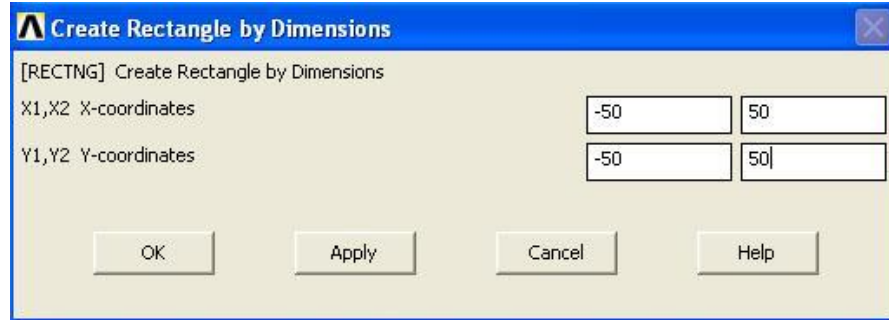 Create Rectangle by Dimensions
[RECTNG] Create Rectangle by Dimensions
X1,X2 X-coordinates -50 50
Y1,Y2 Y-coordinates -50 50
OK Apply Cancel Help